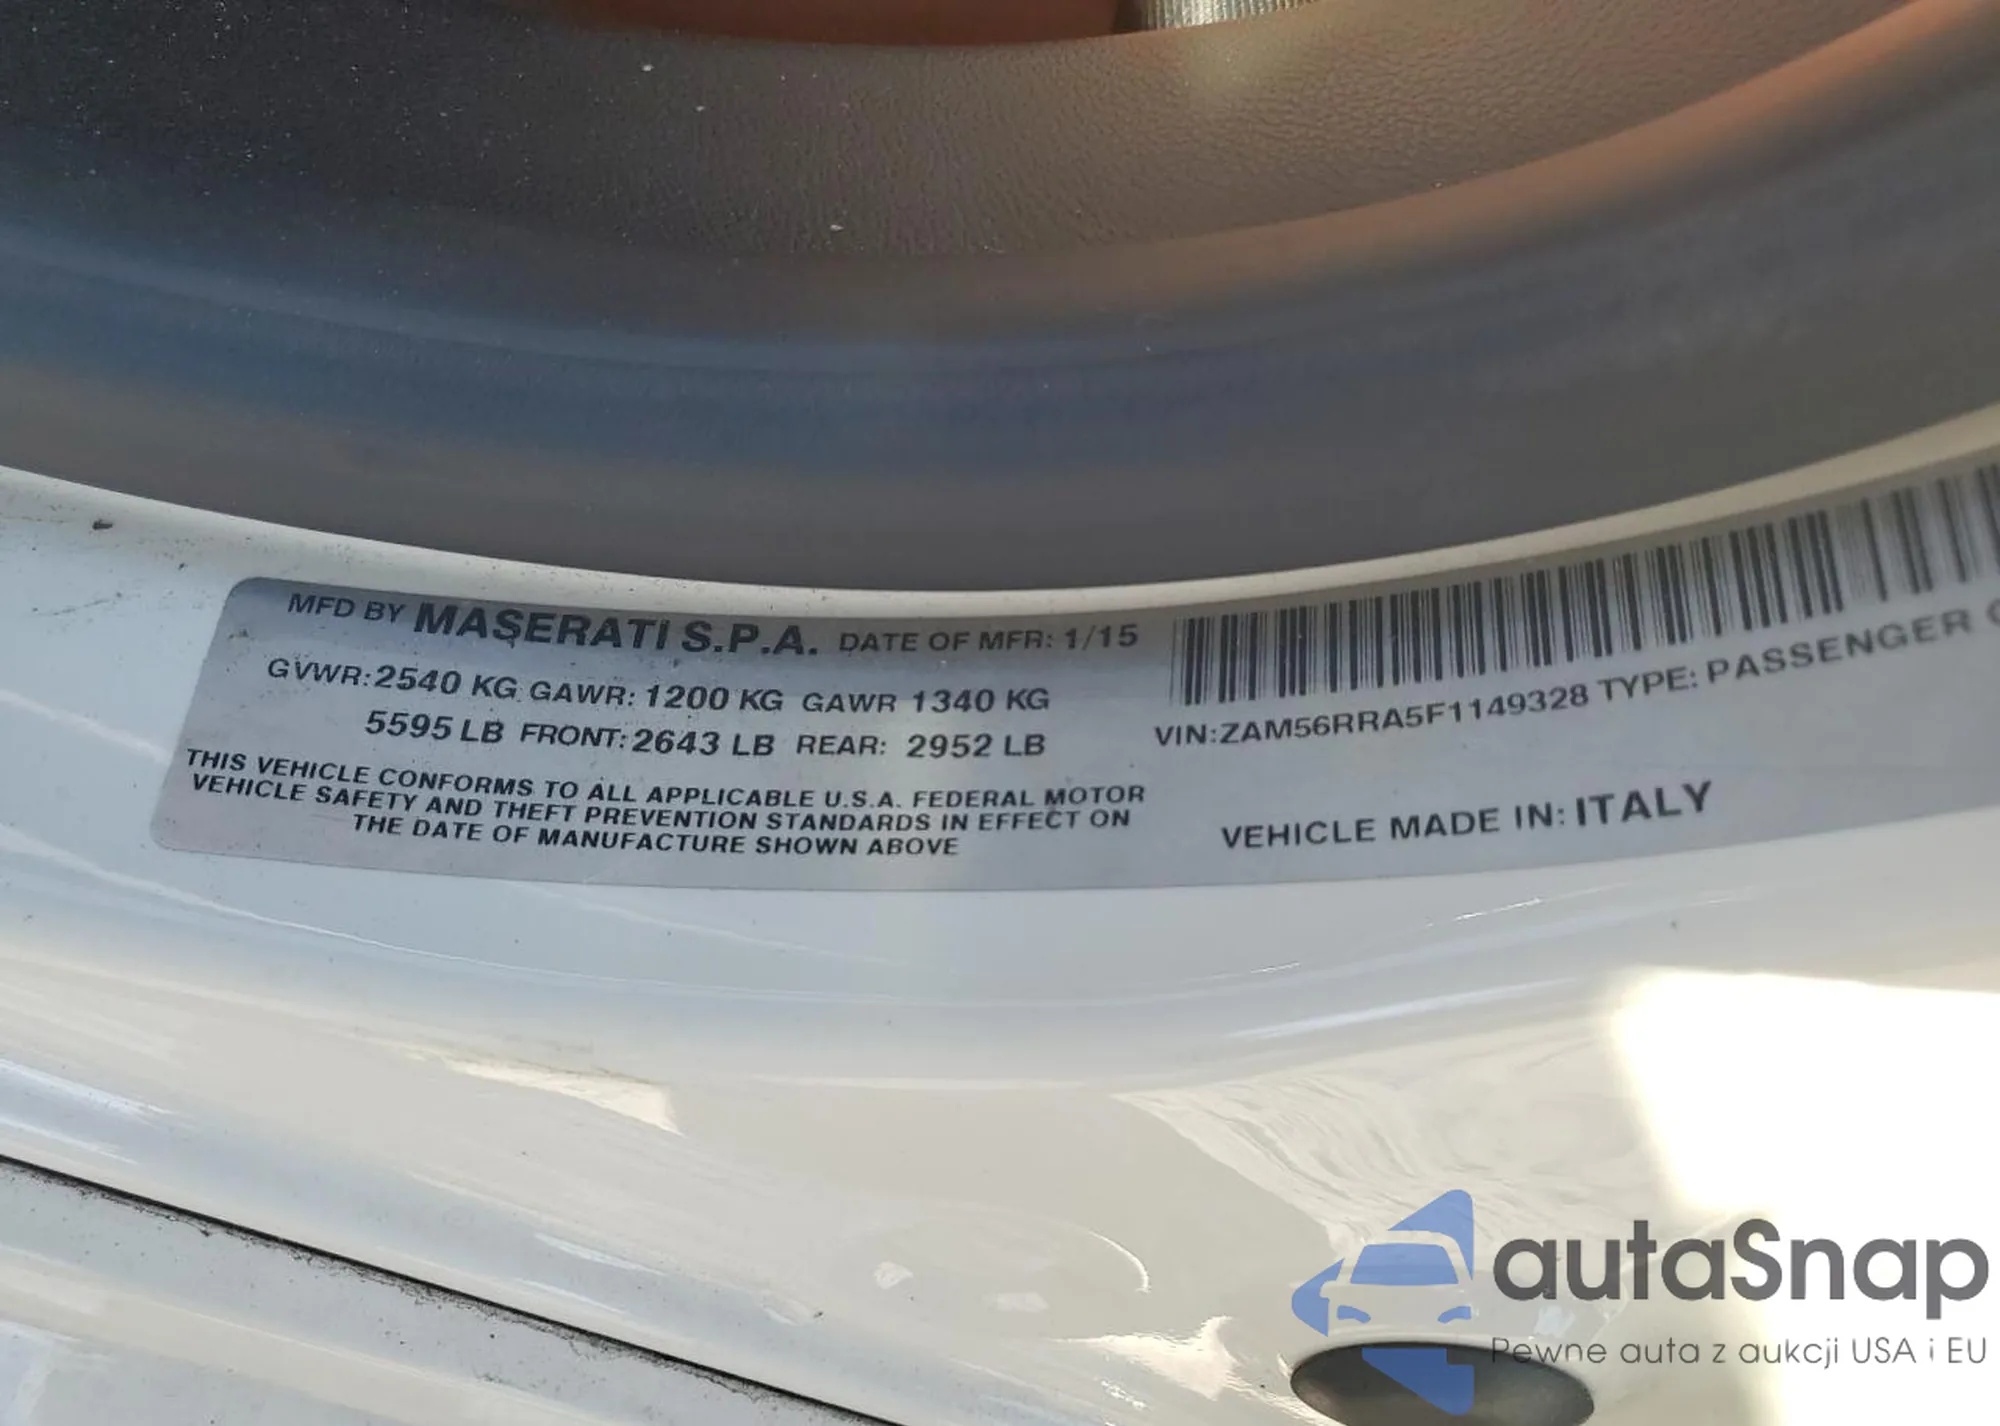 MFD BY MASERATI S.P.A. DATE OF MFR: 1/15
GVWR: 2540 KG GAWR: 1200 KG GAWR 1340 KG
5595 LB FRONT: 2643 LB REAR: 2952 LB
THIS VEHICLE CONFORMS TO ALL APPLICABLE U.S.A. FEDERAL MOTOR
VEHICLE SAFETY AND THEFT PREVENTION STANDARDS IN EFFECT ON
THE DATE OF MANUFACTURE SHOWN ABOVE
VIN:ZAM56RRA5F1149328 TYPE: PASSENGER
VEHICLE MADE IN: ITALY
autaSnap
Pewne auta z aukcji USA i EU